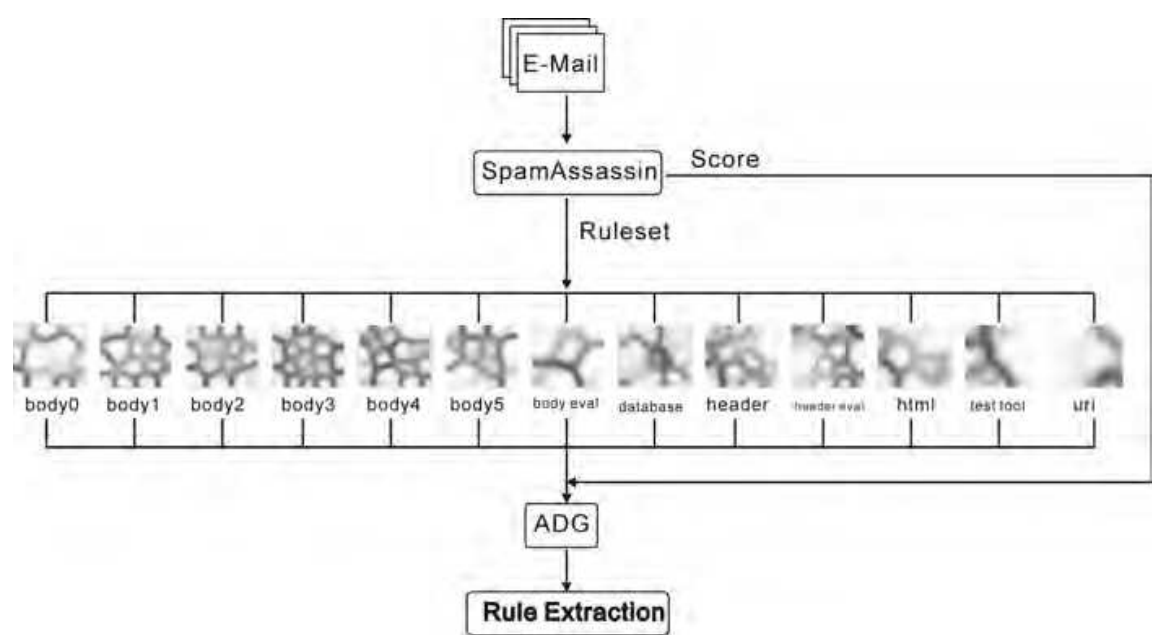 E-Mail
SpamAssassin
Score
Ruleset
body0 body1 body2 body3 body4 body5 body eval database header header eval html test tool uri
ADG
Rule Extraction